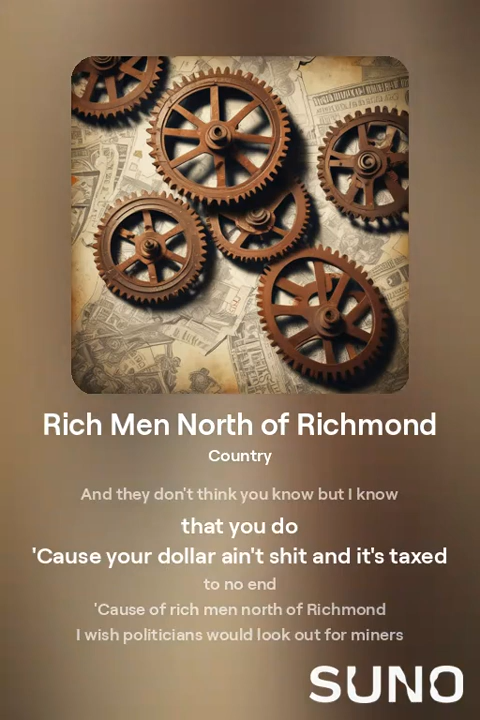 Rich Men North of Richmond
Country
And they don't think you know but I know
that you do
'Cause your dollar ain't shit and it's taxed
to no end
'Cause of rich men north of Richmond
I wish politicians would look out for miners
SUNO